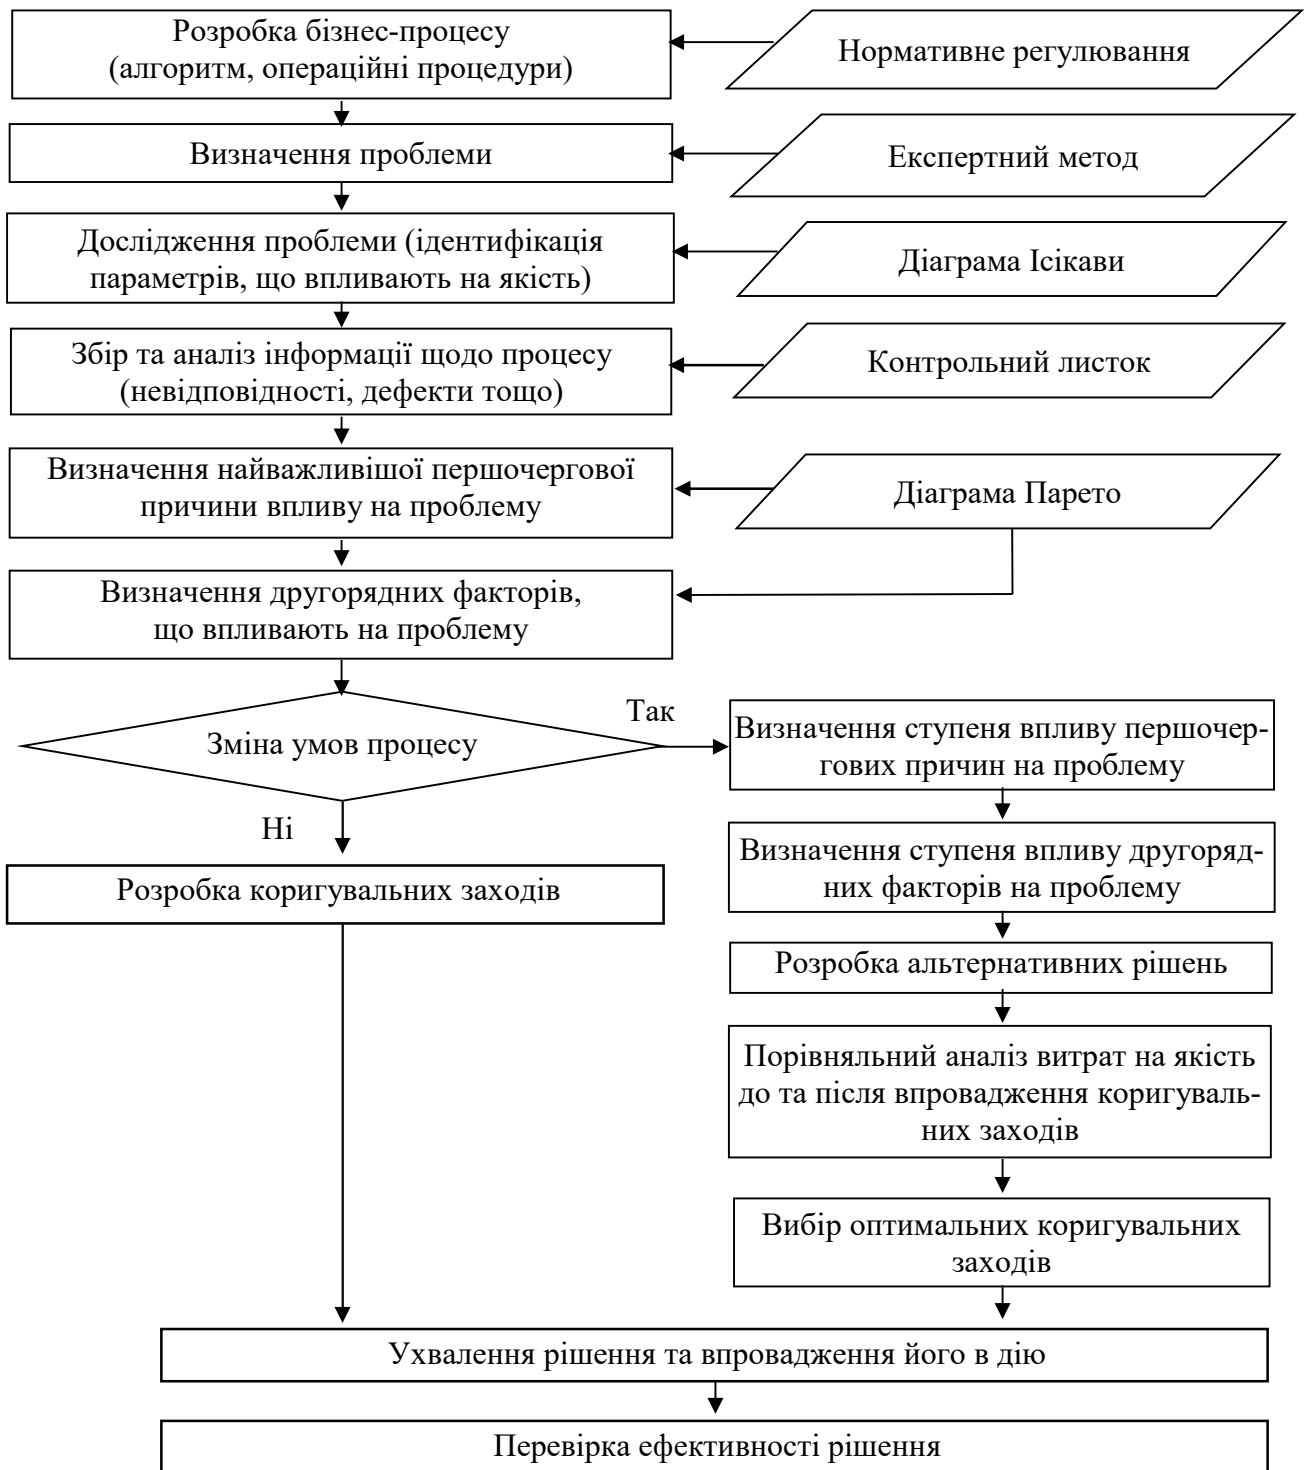 Розробка бізнес-процесу
(алгоритм, операційні процедури)
Нормативне регулювання
Визначення проблеми
Експертний метод
Дослідження проблеми (ідентифікація
параметрів, що впливають на якість)
Діаграма Ісікави
Збір та аналіз інформації щодо процесу
(невідповідності, дефекти тощо)
Контрольний листок
Визначення найважливішої першочергової
причини впливу на проблему
Діаграма Парето
Визначення другорядних факторів,
що впливають на проблему
Зміна умов процесу
Так
Ні
Визначення ступеня впливу першочер-
гових причин на проблему
Визначення ступеня впливу другоряд-
них факторів на проблему
Розробка коригувальних заходів
Розробка альтернативних рішень
Порівняльний аналіз витрат на якість
до та після впровадження коригуваль-
них заходів
Вибір оптимальних коригувальних
заходів
Ухвалення рішення та впровадження його в дію
Перевірка ефективності рішення